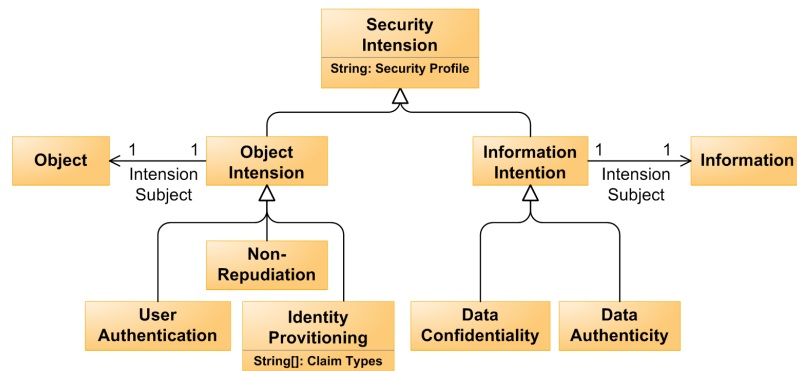 Security
Intension
String: Security Profile
Object
1
1
Intension
Subject
Object
Intension
Information
Intention
1
1
Intension
Subject
Information
Non-
Repudiation
User
Authentication
Identity
Provitioning
String[]: Claim Types
Data
Confidentiality
Data
Authenticity